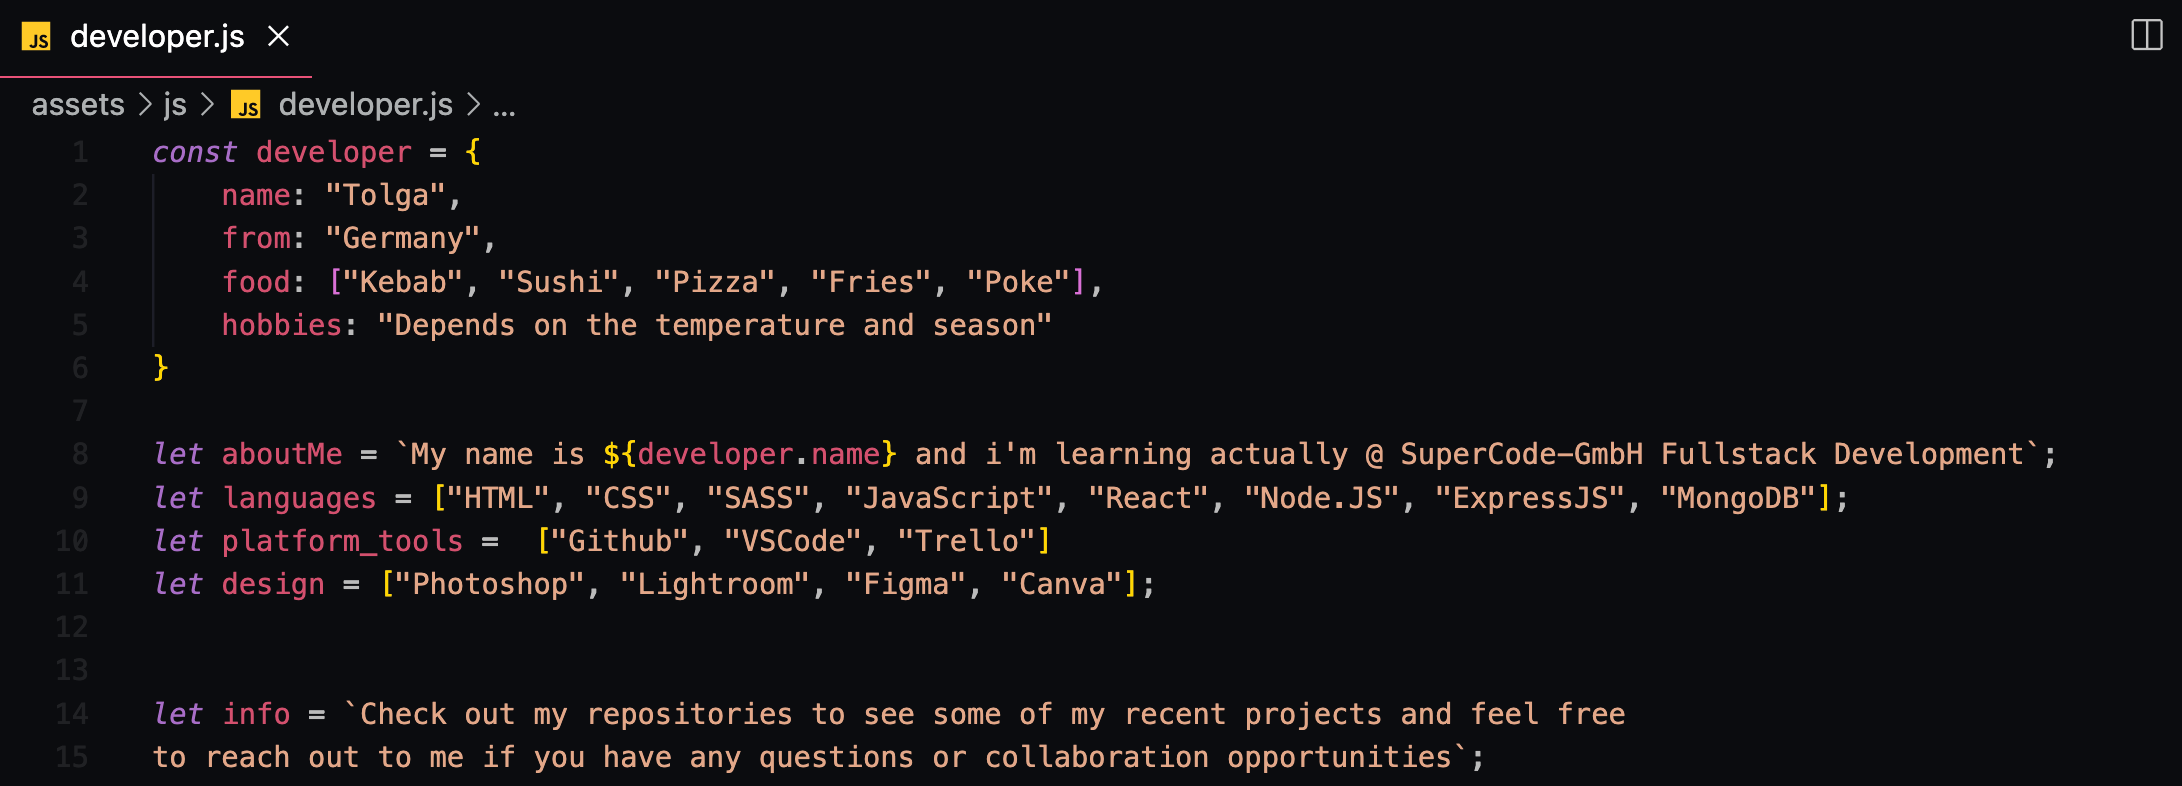 JS developer.js ×
assets > js > JS developer.js > ...
1 const developer = {
2     name: "Tolga",
3     from: "Germany",
4     food: ["Kebab", "Sushi", "Pizza", "Fries", "Poke"],
5     hobbies: "Depends on the temperature and season"
6 }
7
8 let aboutMe = `My name is ${developer.name} and i'm learning actually @ SuperCode-GmbH Fullstack Development`;
9 let languages = ["HTML", "CSS", "SASS", "JavaScript", "React", "Node.JS", "ExpressJS", "MongoDB"];
10 let platform_tools =  ["Github", "VSCode", "Trello"]
11 let design = ["Photoshop", "Lightroom", "Figma", "Canva"];
12
13
14 let info = `Check out my repositories to see some of my recent projects and feel free
15 to reach out to me if you have any questions or collaboration opportunities`;